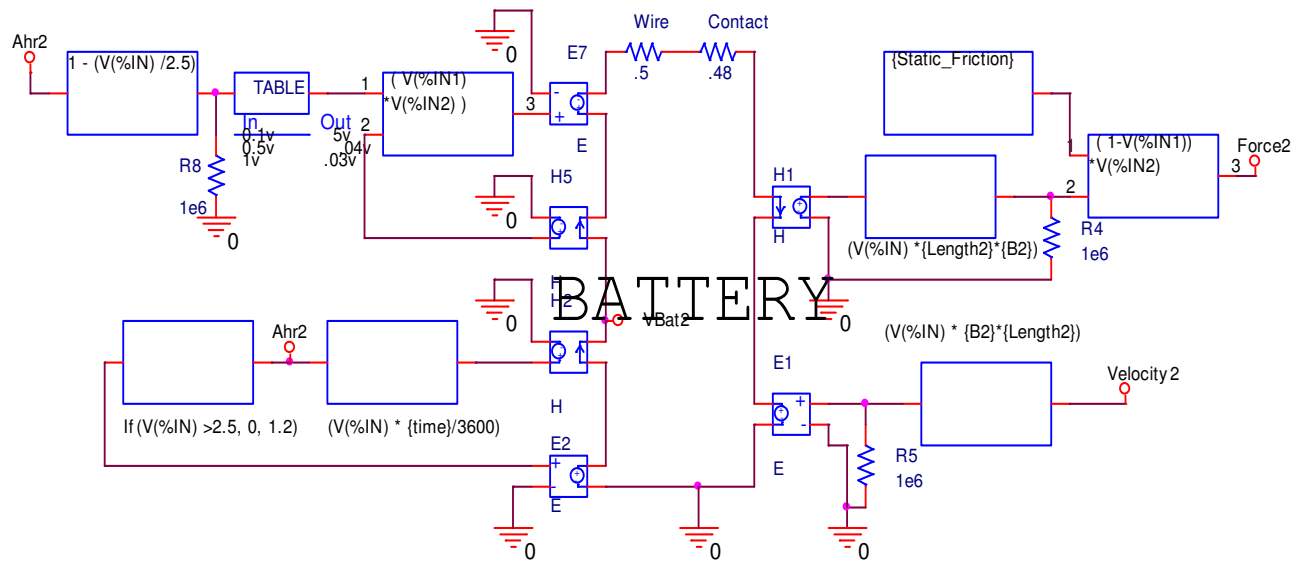 Wire
Contact
Ahr2
E7
0
1 - (V(%IN) /2.5)
TABLE
1
( V(%IN1)
*V(%IN2) )
-
+
3
.5
.48
{Static_Friction}
In
Out
2
E
0.1v
5v
0.5v
.04v
1v
.03v
R8
1e6
0
H5
0
H1
H
1
( 1-V(%IN1))
*V(%IN2)
3
Force2
2
R4
1e6
(V(%IN) *{Length2}*{B2})
H
BATTERY
H2
0
VBat2
0
Ahr2
(V(%IN) * {B2}*{Length2})
E1
Velocity2
H
If (V(%IN) >2.5, 0, 1.2)
(V(%IN) * {time}/3600)
+
-
E2
+
-
E
E
R5
1e6
0
0
0